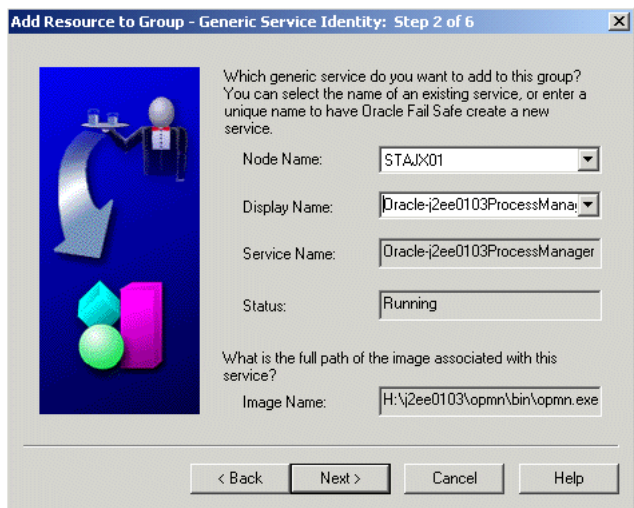 Add Resource to Group - Generic Service Identity: Step 2 of 6
Which generic service do you want to add to this group?
You can select the name of an existing service, or enter a
unique name to have Oracle Fail Safe create a new
service.
Node Name: STAJX01
Display Name: Oracle-j2ee0103ProcessMana
Service Name: Oracle-j2ee0103ProcessManager
Status: Running
What is the full path of the image associated with this
service?
Image Name: H:\j2ee0103\opmn\bin\opmn.exe
< Back Next > Cancel Help